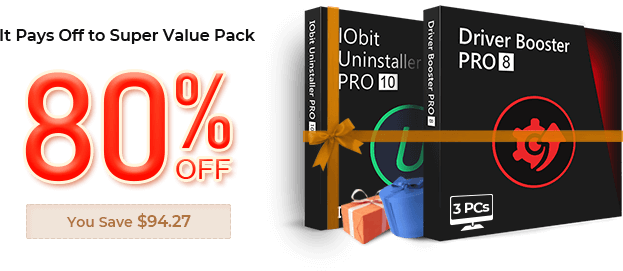 It Pays Off to Super Value Pack
80%
OFF
You Save $94.27
IObit Uninstaller PRO 10
IObit
Uninstaller
PRO 10
Driver Booster PRO 8
Driver Booster
PRO 8
3 PCs